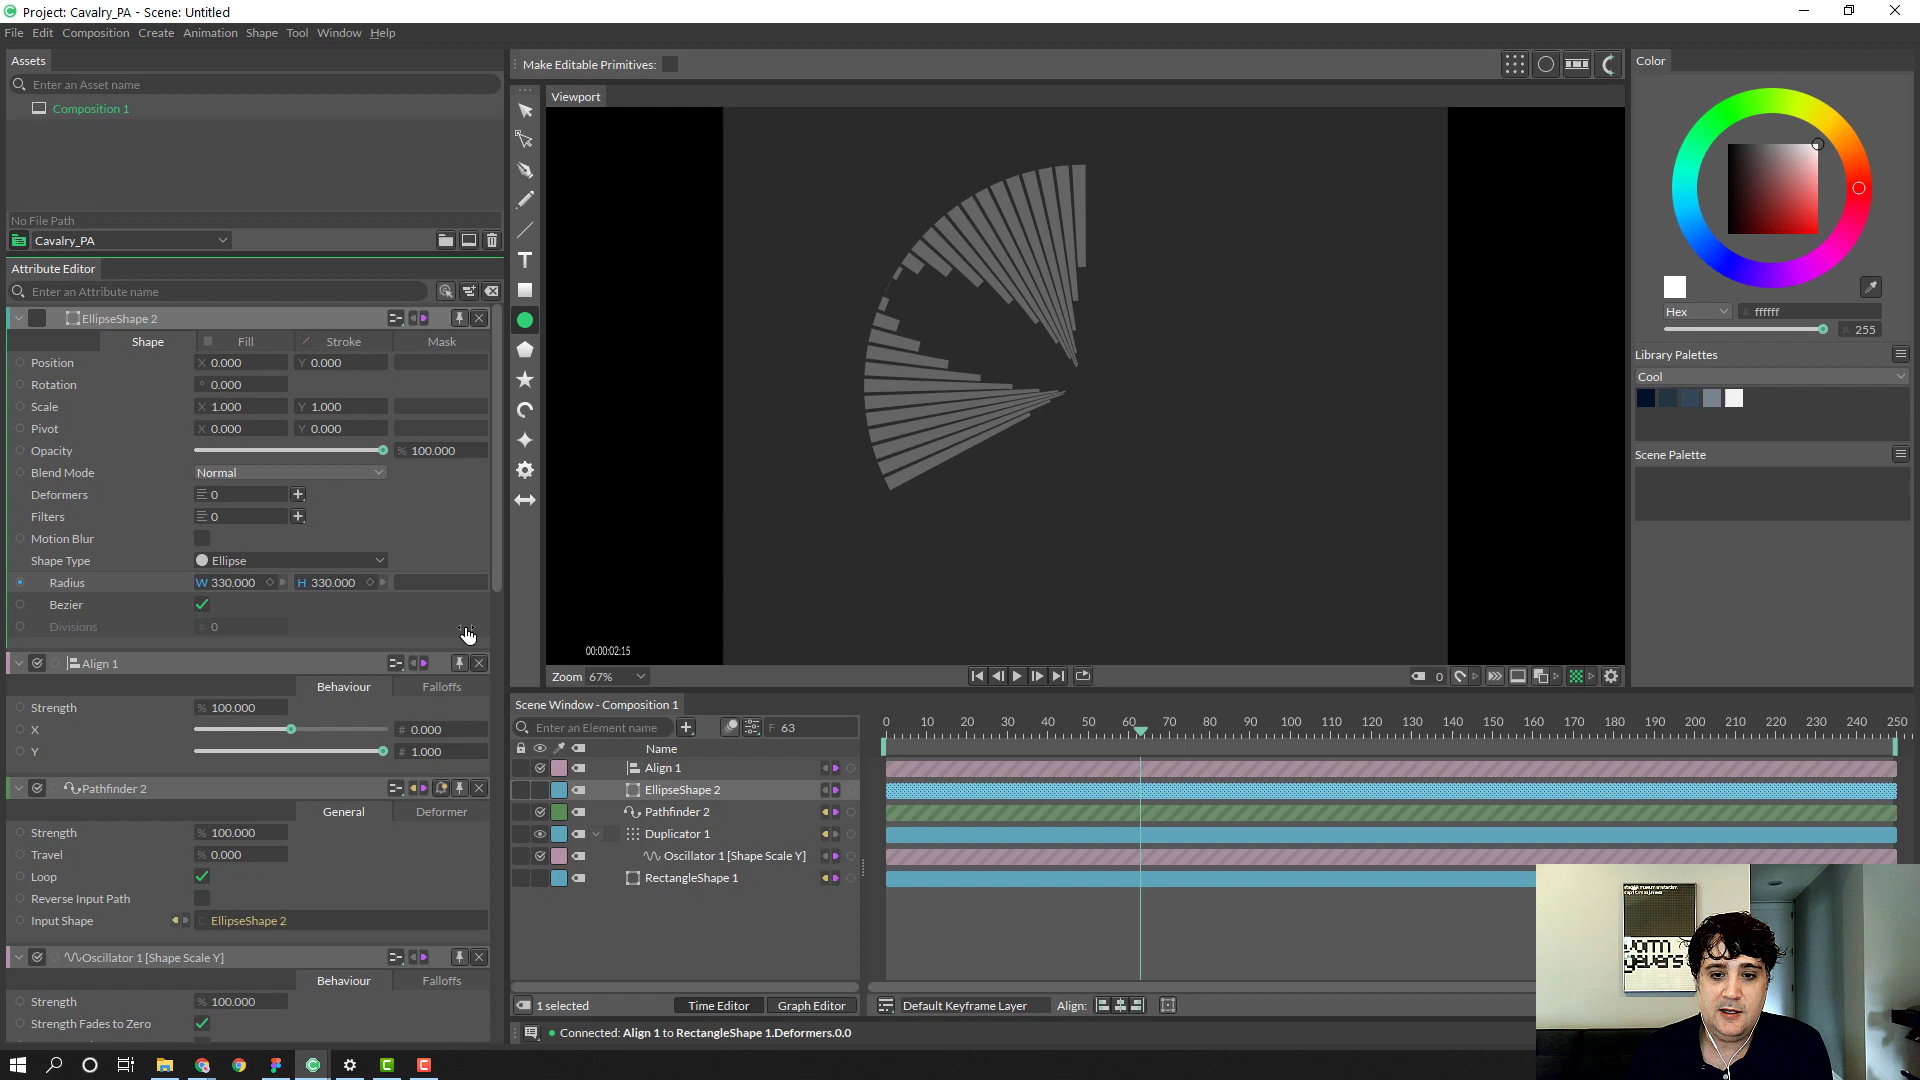 Project: Cavalry_PA - Scene: Untitled
File Edit Composition Create Animation Shape Tool Window Help
Assets
Enter an Asset name
Composition 1
No File Path
Cavalry_PA
Attribute Editor
Enter an Attribute name
EllipseShape 2
Shape Fill Stroke Mask
Position X 0.000 Y 0.000
Rotation ° 0.000
Scale X 1.000 Y 1.000
Pivot X 0.000 Y 0.000
Opacity % 100.000
Blend Mode Normal
Deformers 0
Filters 0
Motion Blur
Shape Type Ellipse
Radius W 330.000 H 330.000
Bezier
Divisions # 0
Align 1
Behaviour Falloffs
Strength % 100.000
X # 0.000
Y # 1.000
Pathfinder 2
General Deformer
Strength % 100.000
Travel % 0.000
Loop
Reverse Input Path
Input Shape EllipseShape 2
Oscillator 1 [Shape Scale Y]
Behaviour Falloffs
Strength % 100.000
Strength Fades to Zero
Make Editable Primitives:
Viewport
T
00:00:02:15
Zoom 67%
0
Scene Window - Composition 1
Enter an Element name
F 63
0 10 20 30 40 50 60 70 80 90 100 110 120 130 140 150 160 170 180 190 200 210 220 230 240 250
Name
Align 1
EllipseShape 2
Pathfinder 2
Duplicator 1
Oscillator 1 [Shape Scale Y]
RectangleShape 1
1 selected
Time Editor Graph Editor
Default Keyframe Layer Align:
Connected: Align 1 to RectangleShape 1.Deformers.0.0
Color
Hex # ffffff
A 255
Library Palettes
Cool
Scene Palette